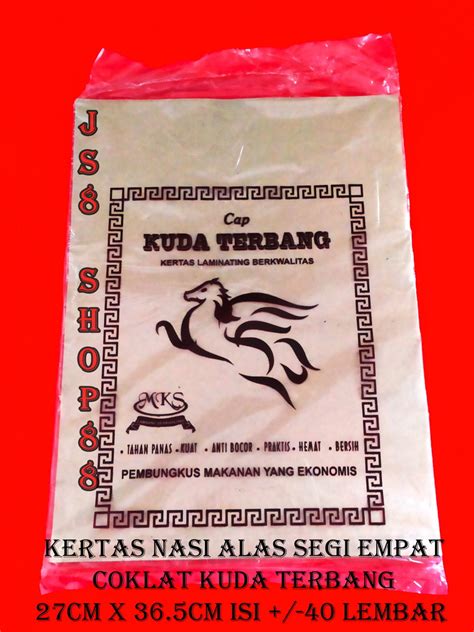 JS8 SHOP88
Cap
KUDA TERBANG
KERTAS LAMINATING BERKWALITAS
MKS
• TAHAN PANAS • KUAT • ANTI BOCOR • PRAKTIS • HEMAT • BERSIH
PEMBUNGKUS MAKANAN YANG EKONOMIS
KERTAS NASI ALAS SEGI EMPAT
COKLAT KUDA TERBANG
27CM X 36.5CM ISI +/-40 LEMBAR